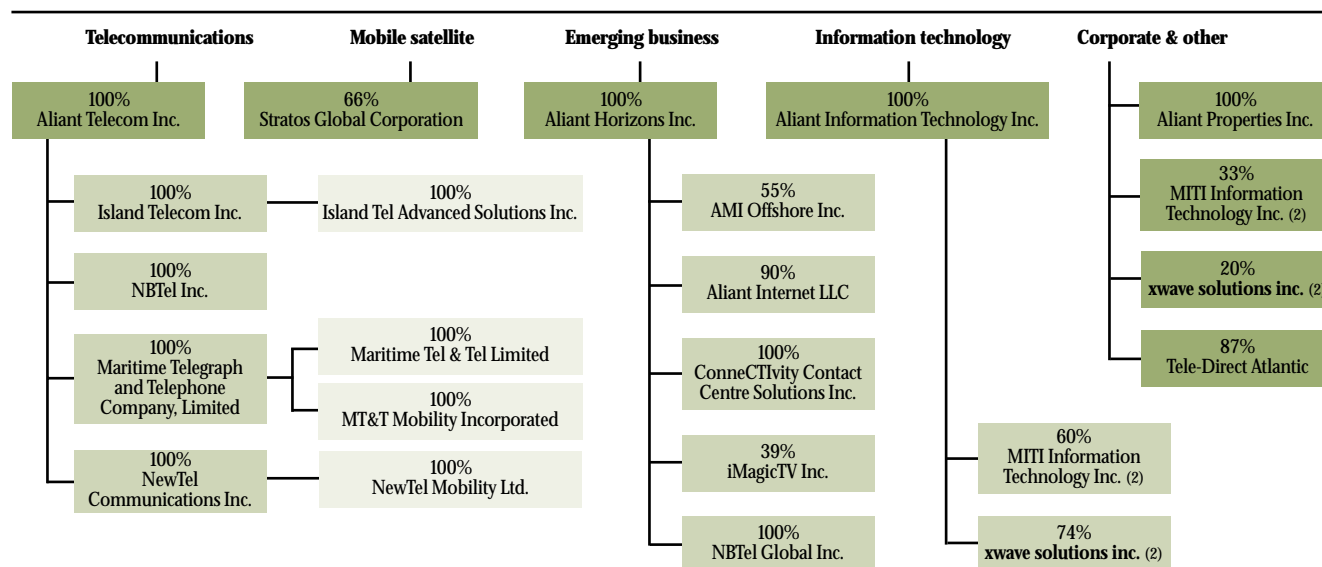 Telecommunications
Mobile satellite
Emerging business
Information technology
Corporate & other
100%
Aliant Telecom Inc.
66%
Stratos Global Corporation
100%
Aliant Horizons Inc.
100%
Aliant Information Technology Inc.
100%
Aliant Properties Inc.
100%
Island Telecom Inc.
100%
Island Tel Advanced Solutions Inc.
100%
NBTel Inc.
100%
Maritime Telegraph
and Telephone
Company, Limited
100%
Maritime Tel & Tel Limited
100%
MT&T Mobility Incorporated
100%
NewTel
Communications Inc.
100%
NewTel Mobility Ltd.
55%
AMI Offshore Inc.
90%
Aliant Internet LLC
100%
ConneCTIvity Contact
Centre Solutions Inc.
39%
iMagicTV Inc.
100%
NBTel Global Inc.
60%
MITI Information
Technology Inc. (2)
74%
xwave solutions inc. (2)
33%
MITI Information
Technology Inc. (2)
20%
xwave solutions inc. (2)
87%
Tele-Direct Atlantic